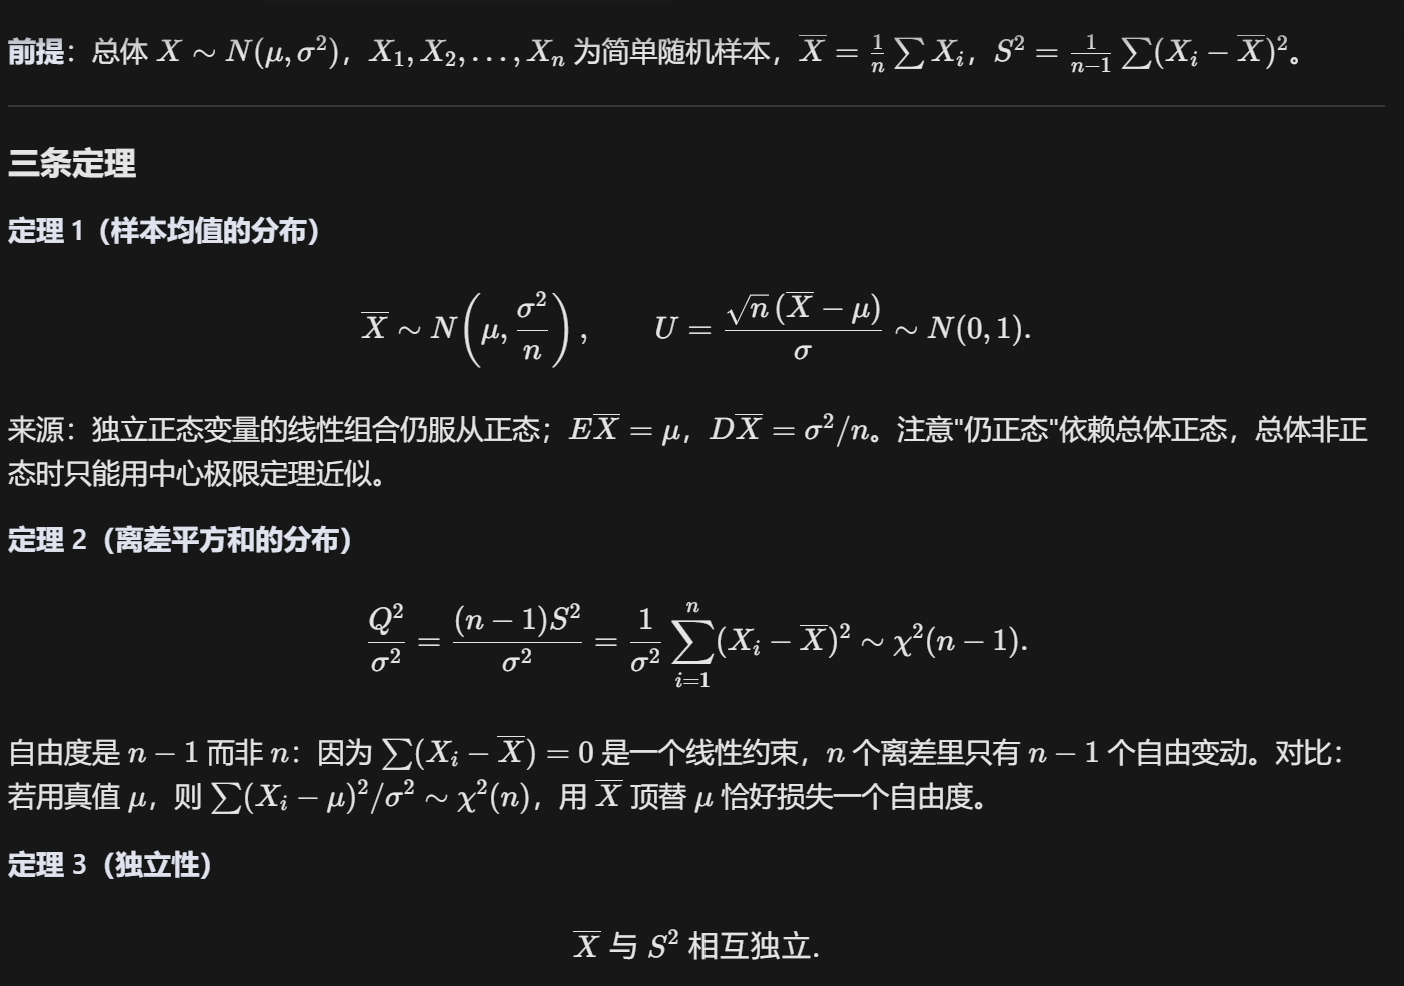 前提：总体 X ∼ N(μ, σ²)，X₁, X₂, …, Xₙ 为简单随机样本，X̅ = 1/n ∑ Xᵢ，S² = 1/(n−1) ∑(Xᵢ − X̅)²。
三条定理
定理 1（样本均值的分布）
X̅ ∼ N(μ, σ²/n),  U = √n (X̅ − μ)/σ ∼ N(0, 1).
来源：独立正态变量的线性组合仍服从正态；EX̅ = μ，DX̅ = σ²/n。注意"仍正态"依赖总体正态，总体非正
态时只能用中心极限定理近似。
定理 2（离差平方和的分布）
Q²/σ² = (n − 1)S²/σ² = 1/σ² ∑ᵢ₌₁ⁿ (Xᵢ − X̅)² ∼ χ²(n − 1).
自由度是 n − 1 而非 n：因为 ∑(Xᵢ − X̅) = 0 是一个线性约束，n 个离差里只有 n − 1 个自由变动。对比：
若用真值 μ，则 ∑(Xᵢ − μ)²/σ² ∼ χ²(n)，用 X̅ 顶替 μ 恰好损失一个自由度。
定理 3（独立性）
X̅ 与 S² 相互独立.